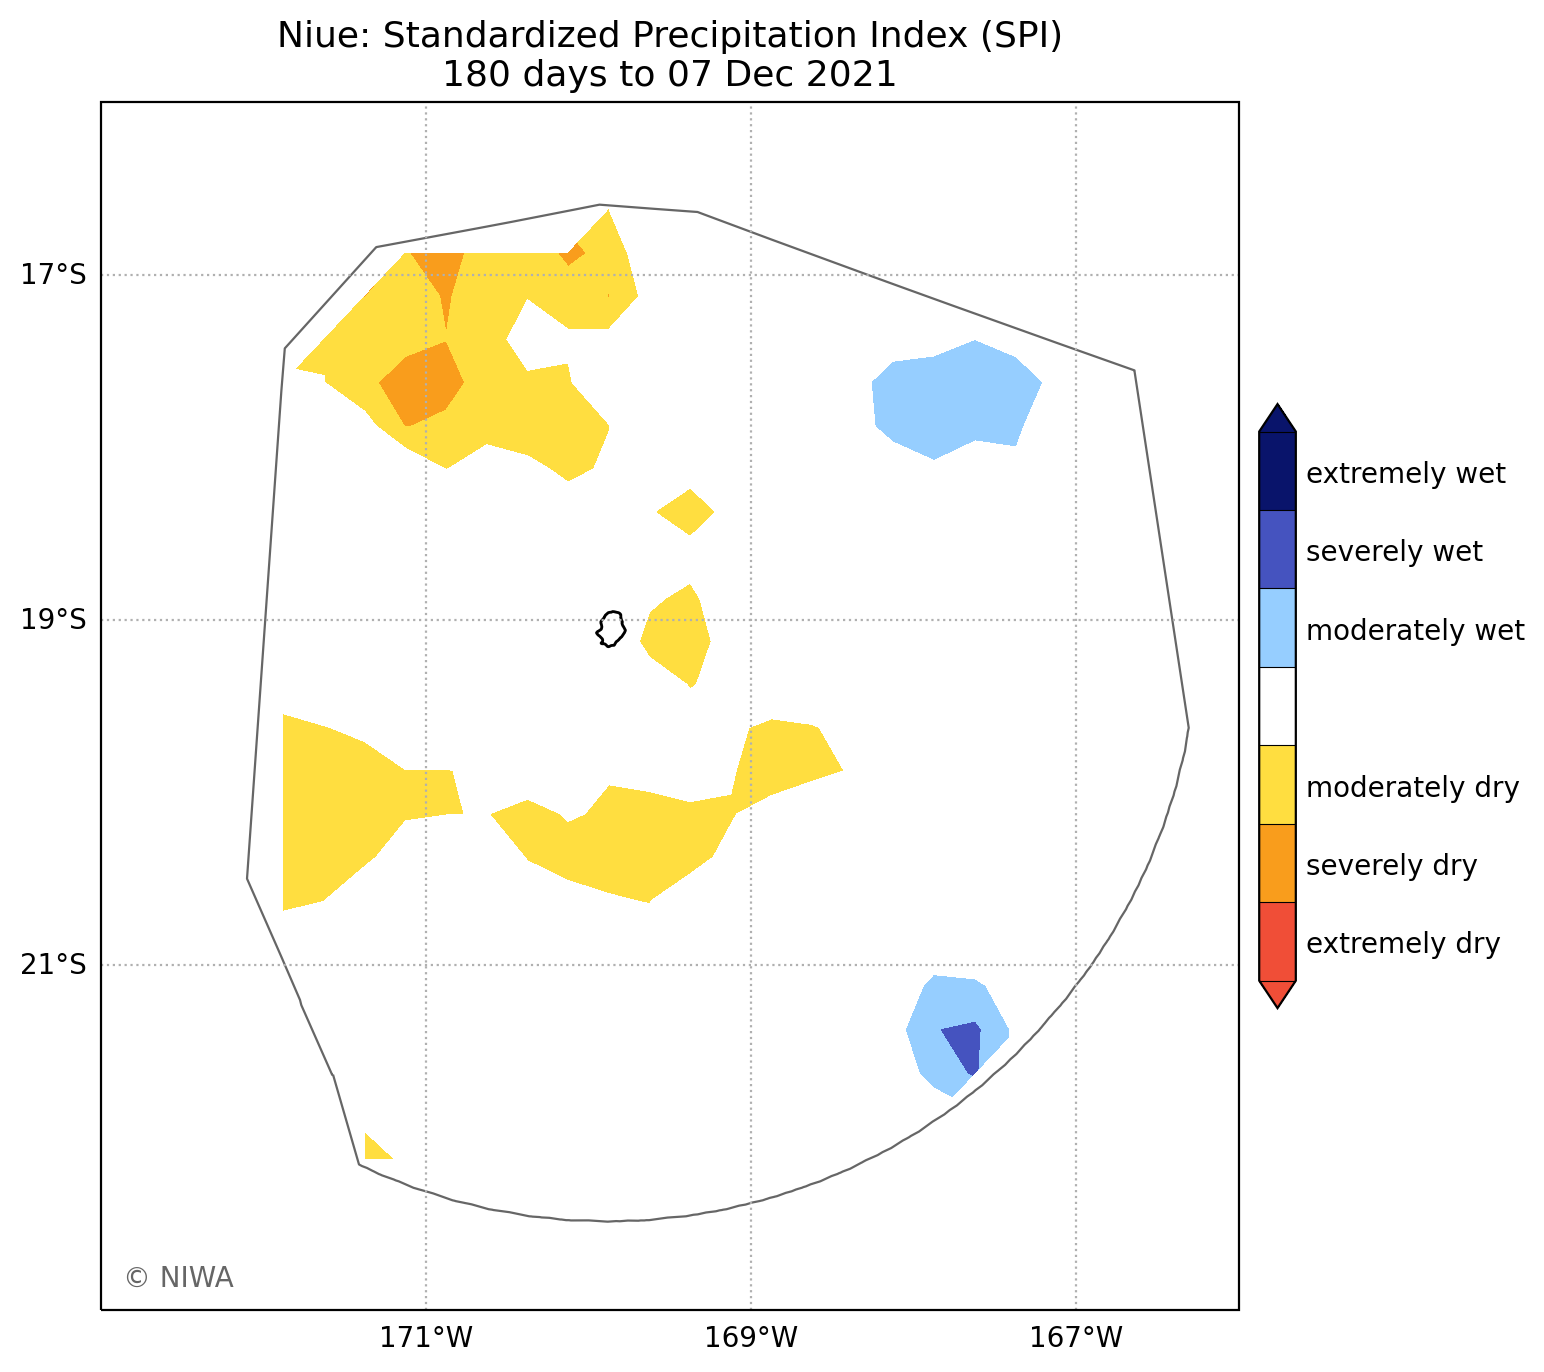 Niue: Standardized Precipitation Index (SPI)
180 days to 07 Dec 2021
17°S
19°S
21°S
171°W
169°W
167°W
© NIWA
extremely wet
severely wet
moderately wet
moderately dry
severely dry
extremely dry